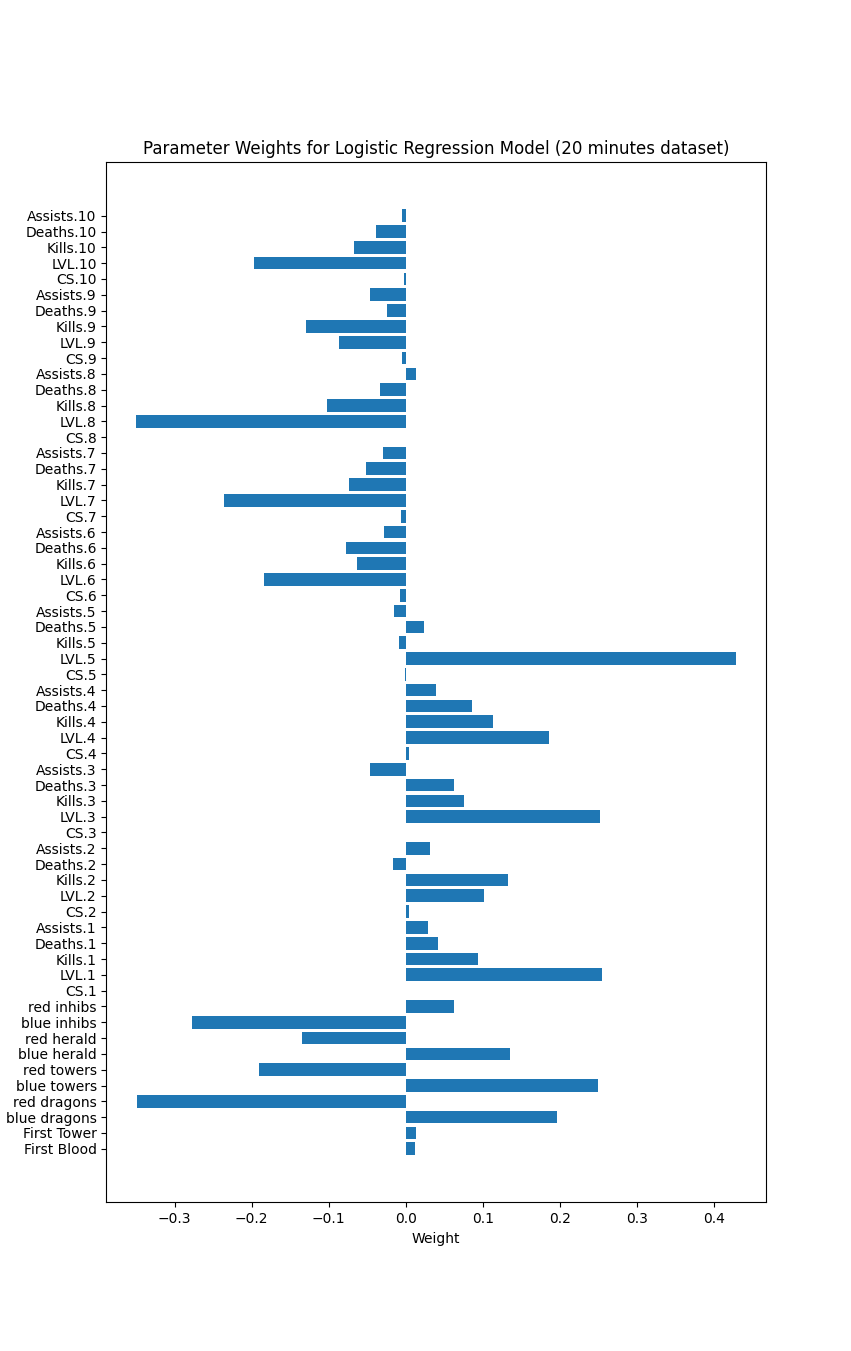 Parameter Weights for Logistic Regression Model (20 minutes dataset)
Assists.10
Deaths.10
Kills.10
LVL.10
CS.10
Assists.9
Deaths.9
Kills.9
LVL.9
CS.9
Assists.8
Deaths.8
Kills.8
LVL.8
CS.8
Assists.7
Deaths.7
Kills.7
LVL.7
CS.7
Assists.6
Deaths.6
Kills.6
LVL.6
CS.6
Assists.5
Deaths.5
Kills.5
LVL.5
CS.5
Assists.4
Deaths.4
Kills.4
LVL.4
CS.4
Assists.3
Deaths.3
Kills.3
LVL.3
CS.3
Assists.2
Deaths.2
Kills.2
LVL.2
CS.2
Assists.1
Deaths.1
Kills.1
LVL.1
CS.1
red inhibs
blue inhibs
red herald
blue herald
red towers
blue towers
red dragons
blue dragons
First Tower
First Blood
−0.3 −0.2 −0.1 0.0 0.1 0.2 0.3 0.4
Weight